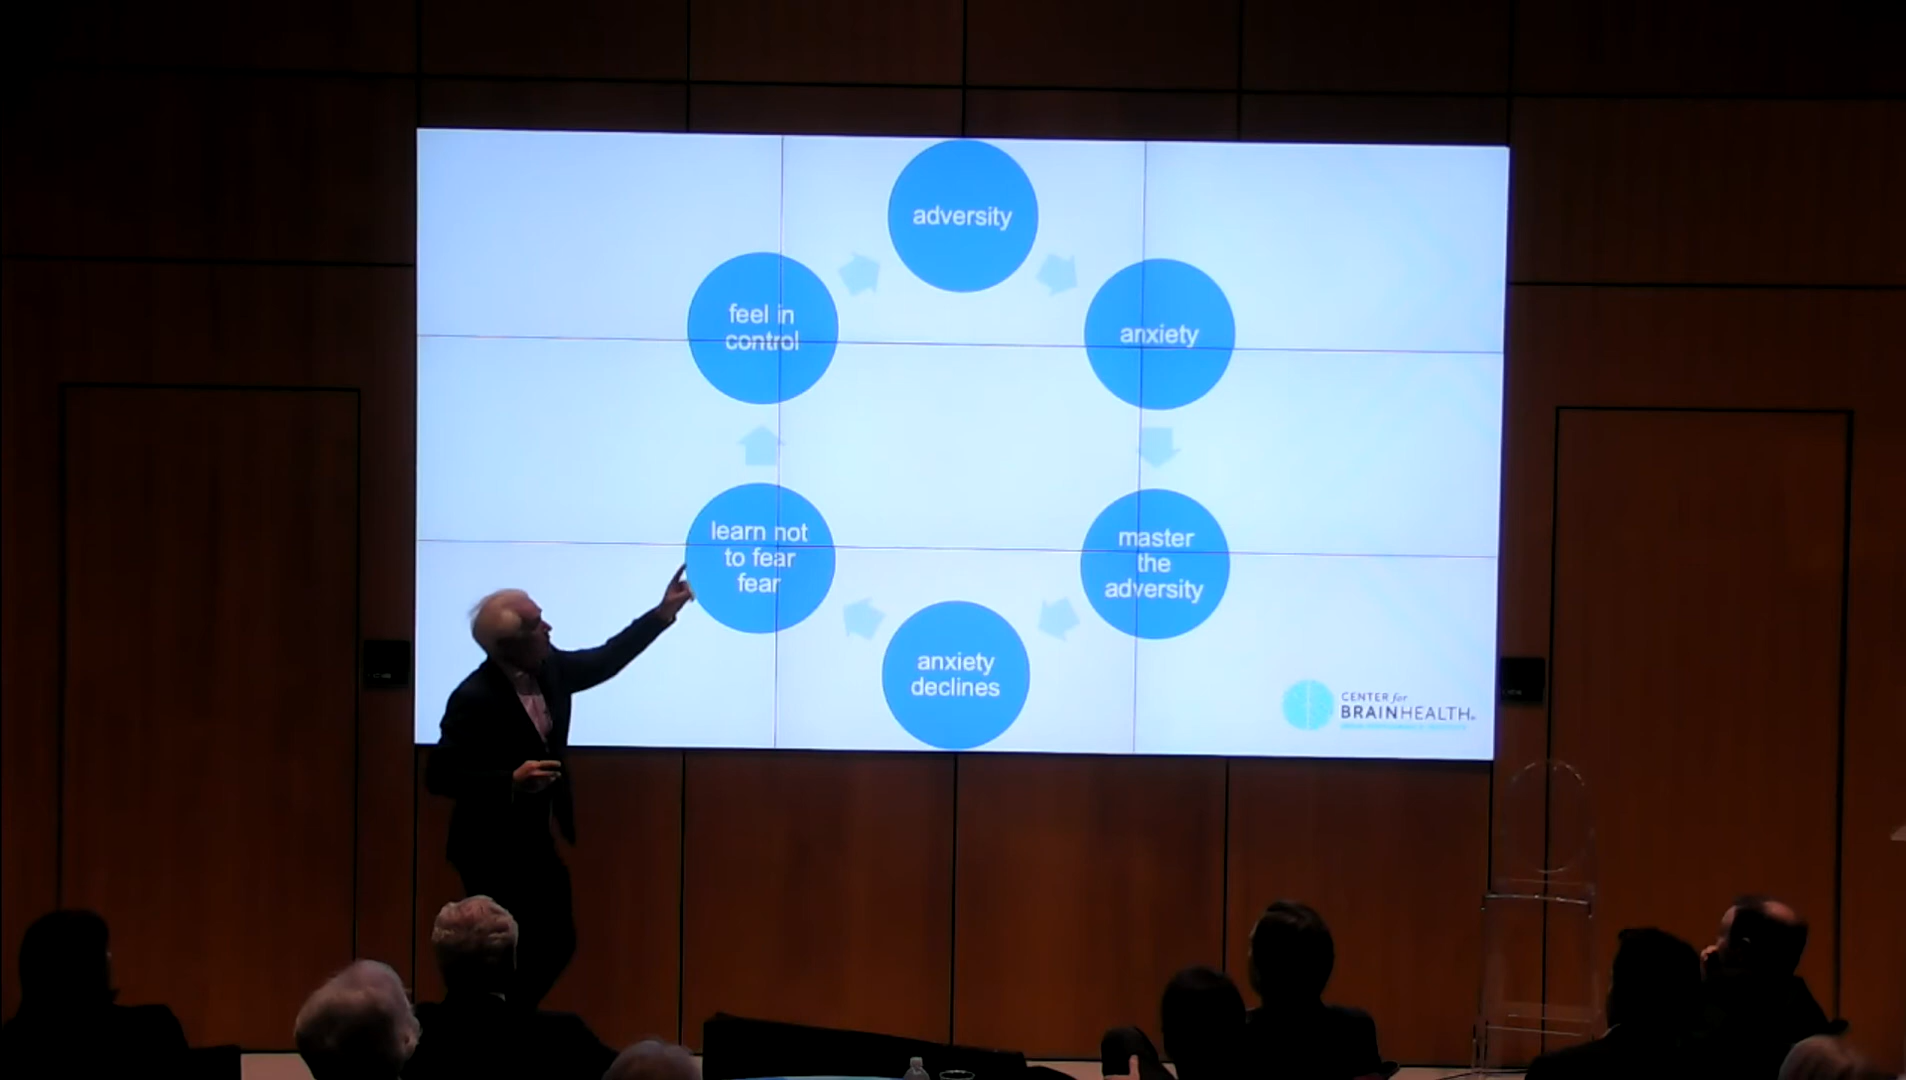 adversity
anxiety
master
the
adversity
anxiety
declines
learn not
to fear
fear
feel in
control
CENTER for
BRAINHEALTH